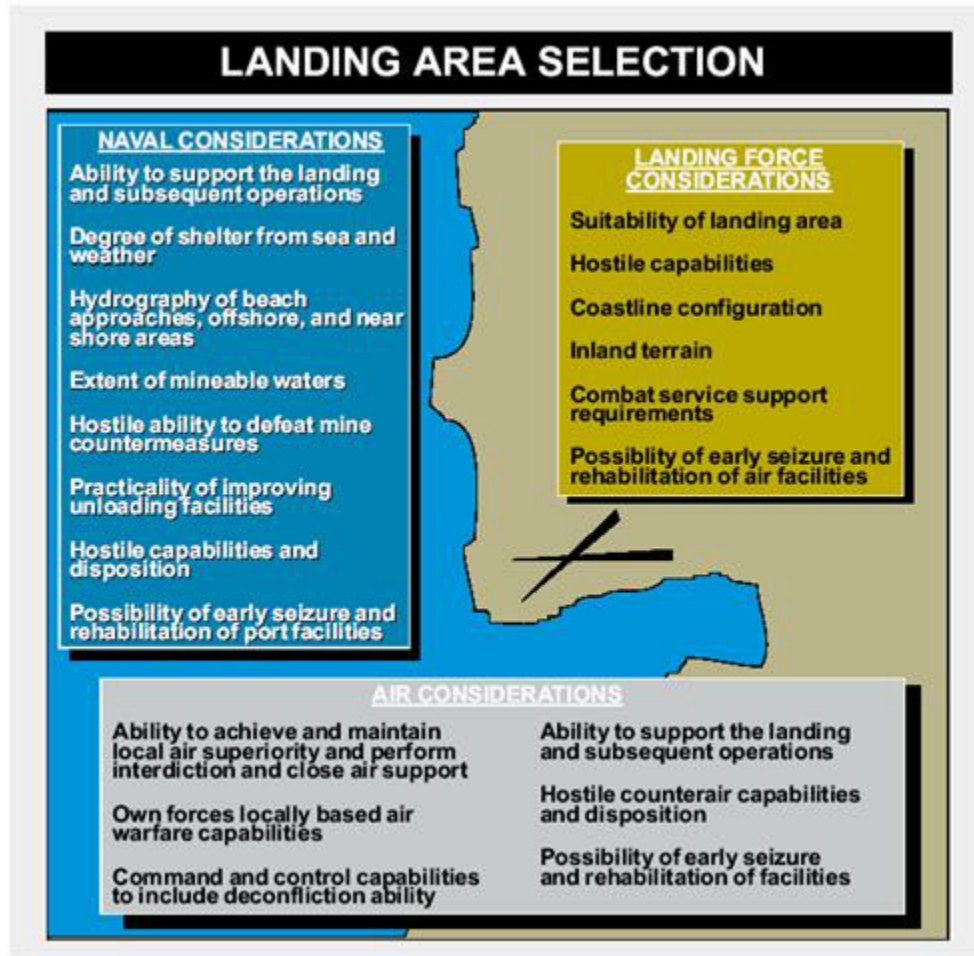 LANDING AREA SELECTION
NAVAL CONSIDERATIONS
Ability to support the landing
and subsequent operations
Degree of shelter from sea and
weather
Hydrography of beach
approaches, offshore, and near
shore areas
Extent of mineable waters
Hostile ability to defeat mine
countermeasures
Practicality of improving
unloading facilities
Hostile capabilities and
disposition
Possibility of early seizure and
rehabilitation of port facilities
LANDING FORCE
CONSIDERATIONS
Suitability of landing area
Hostile capabilities
Coastline configuration
Inland terrain
Combat service support
requirements
Possiblity of early seizure and
rehabilitation of air facilities
AIR CONSIDERATIONS
Ability to achieve and maintain
local air superiority and perform
interdiction and close air support
Own forces locally based air
warfare capabilities
Command and control capabilities
to include deconfliction ability
Ability to support the landing
and subsequent operations
Hostile counterair capabilities
and disposition
Possibility of early seizure
and rehabilitation of facilities